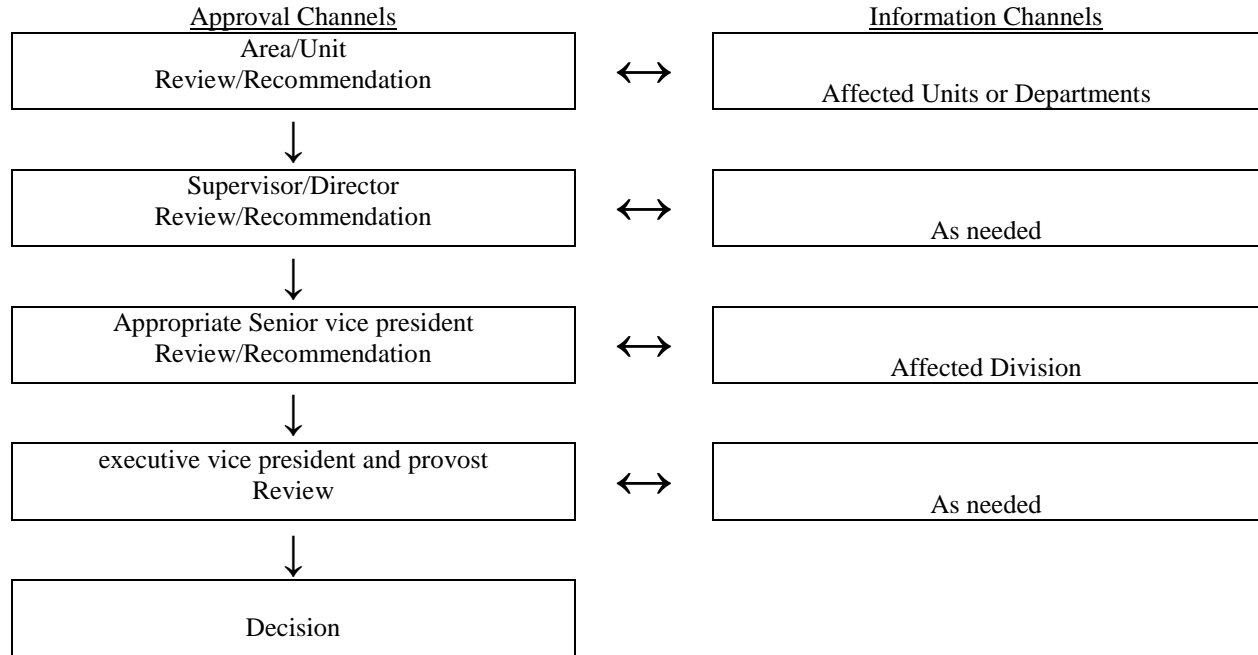 Approval Channels
Information Channels
Area/Unit
Review/Recommendation
Affected Units or Departments
Supervisor/Director
Review/Recommendation
As needed
Appropriate Senior vice president
Review/Recommendation
Affected Division
executive vice president and provost
Review
As needed
Decision